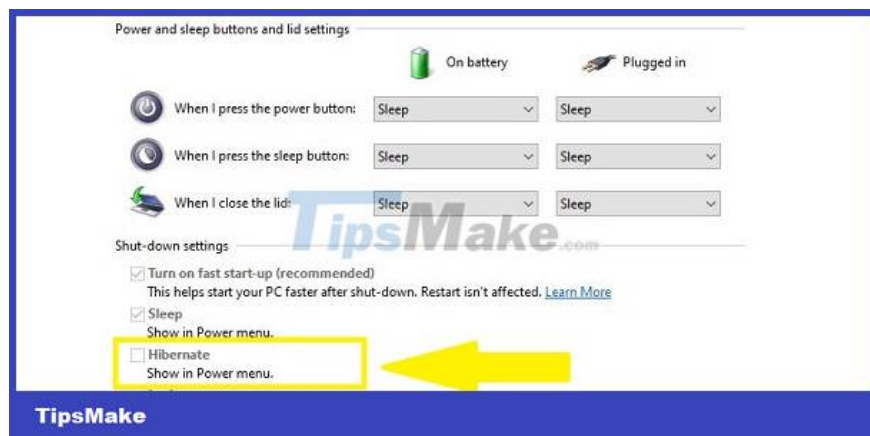 Power and sleep buttons and lid settings
On battery Plugged in
When I press the power button: Sleep Sleep
When I press the sleep button: Sleep Sleep
When I close the lid: Sleep Sleep
TipsMake.com
Shut-down settings
Turn on fast start-up (recommended)
This helps start your PC faster after shut-down. Restart isn't affected. Learn More
Sleep
Show in Power menu.
Hibernate
Show in Power menu.
TipsMake